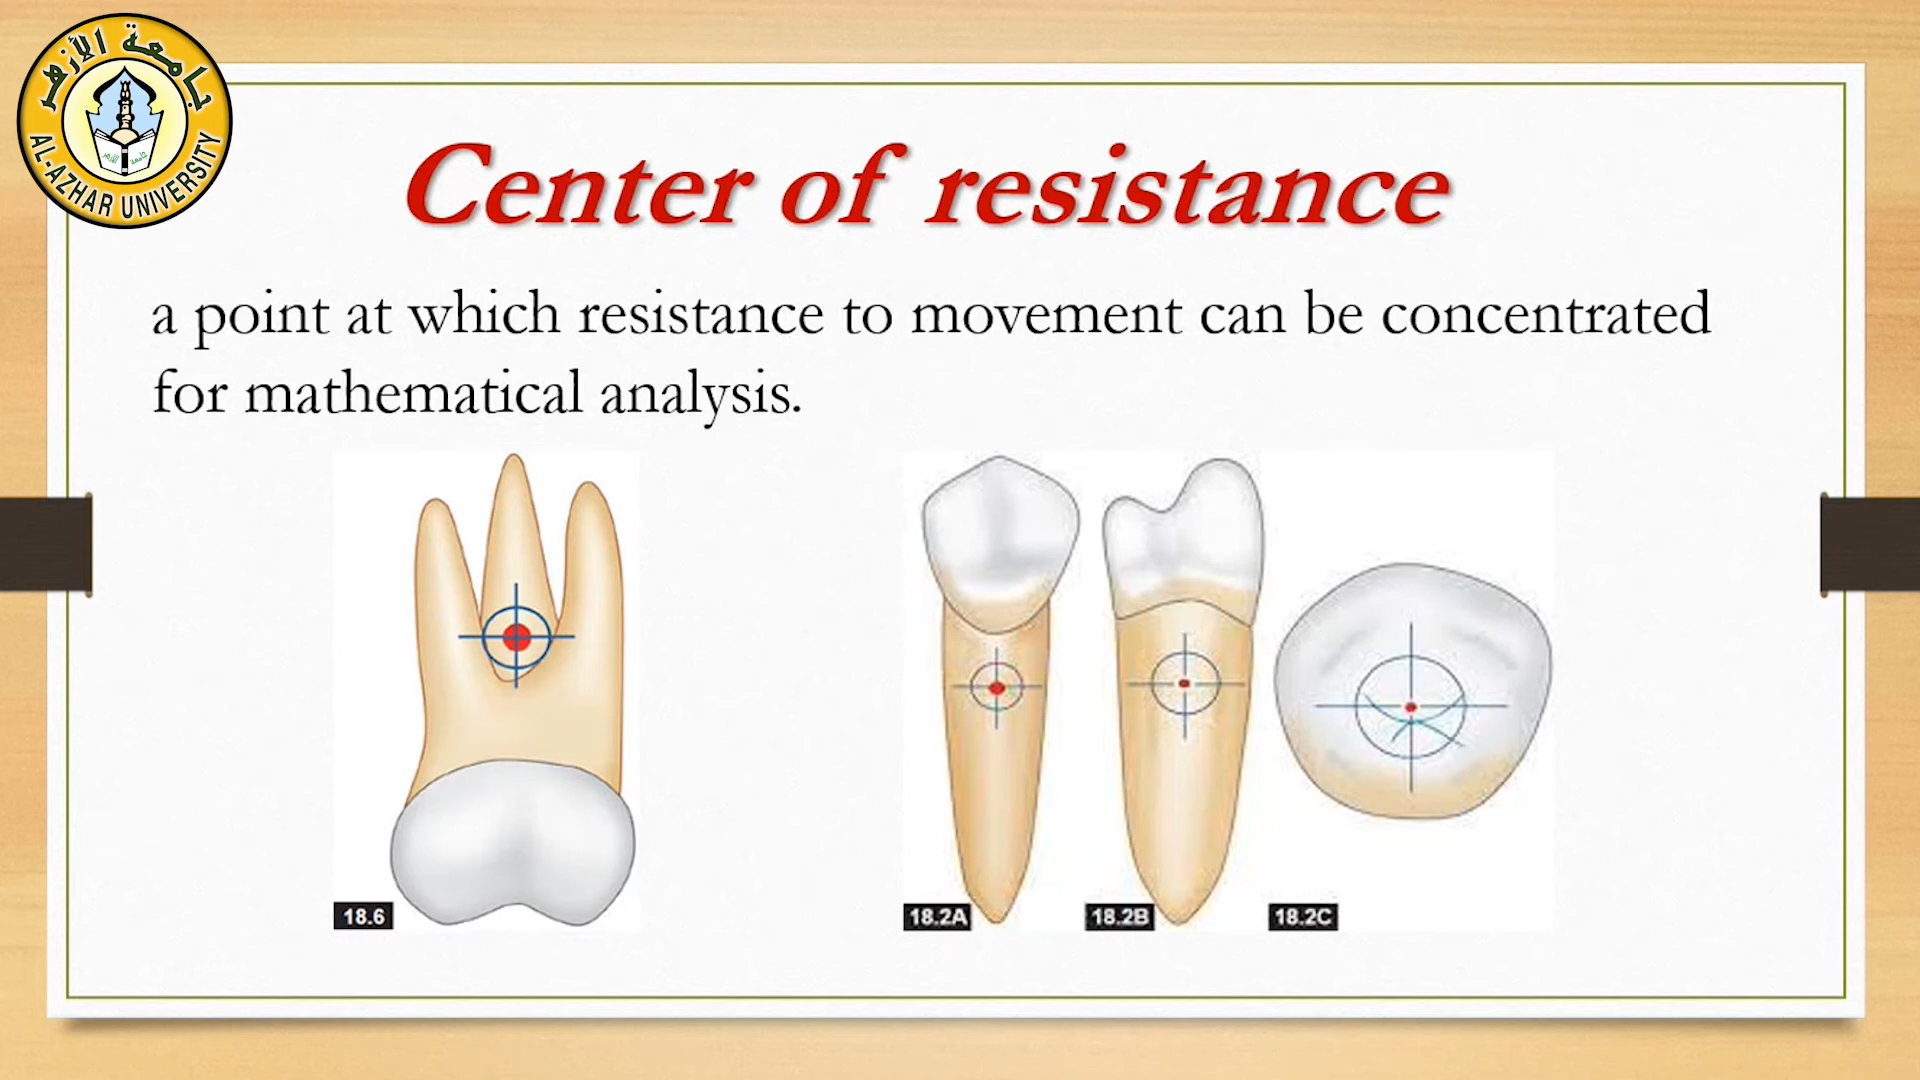 جامعة الأزهر
AL-AZHAR UNIVERSITY
Center of resistance
a point at which resistance to movement can be concentrated
for mathematical analysis.
18.6
18.2A
18.2B
18.2C